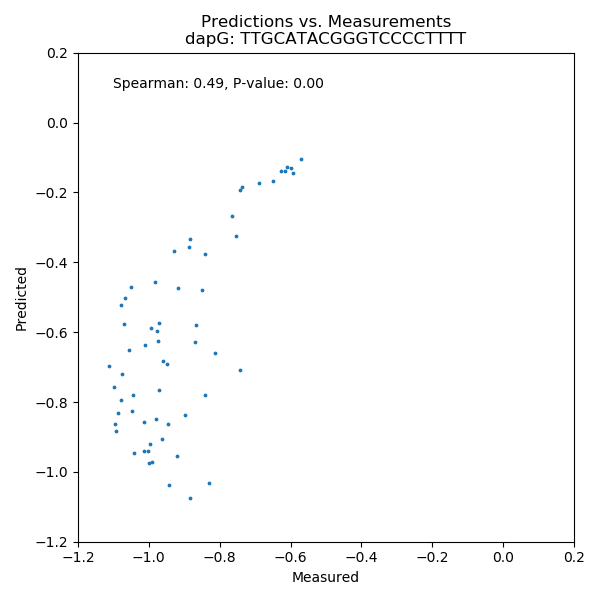 Predictions vs. Measurements
dapG: TTGCATACGGGTCCCCTTTT
0.2
Spearman: 0.49, P-value: 0.00
0.0
−0.2
−0.4
Predicted
−0.6
−0.8
−1.0
−1.2
−1.2 −1.0 −0.8 −0.6 −0.4 −0.2 0.0 0.2
Measured